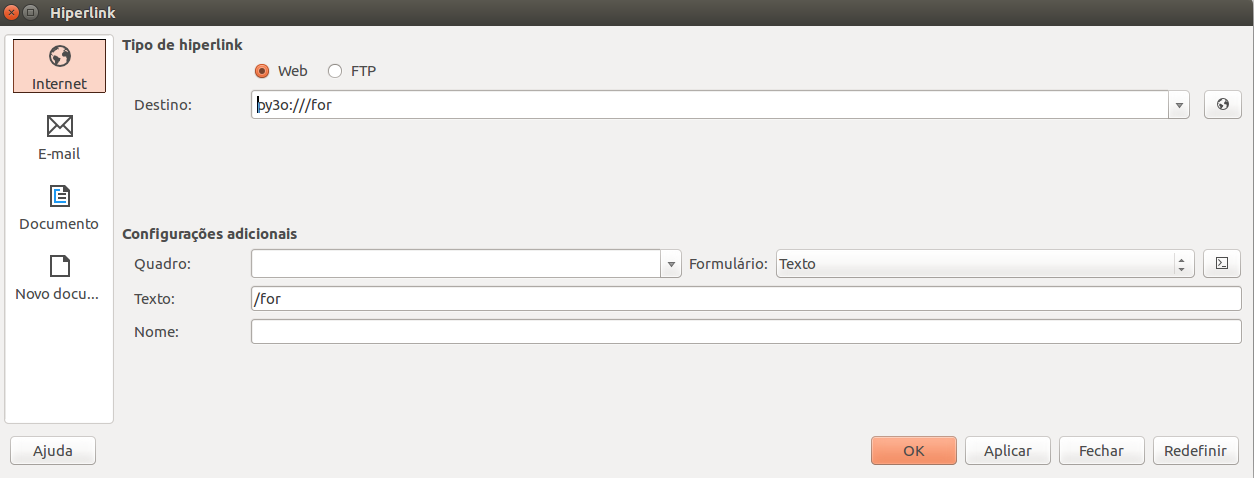 Hiperlink
Internet
E-mail
Documento
Novo docu...
Tipo de hiperlink
Web FTP
Destino: py3o:///for
Configurações adicionais
Quadro: Formulário: Texto
Texto: /for
Nome:
Ajuda OK Aplicar Fechar Redefinir